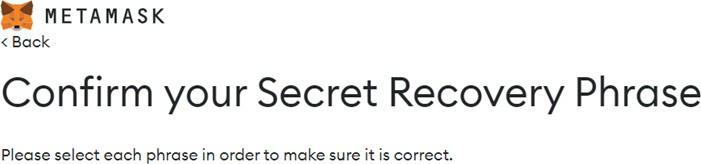 METAMASK
< Back
Confirm your Secret Recovery Phrase
Please select each phrase in order to make sure it is correct.